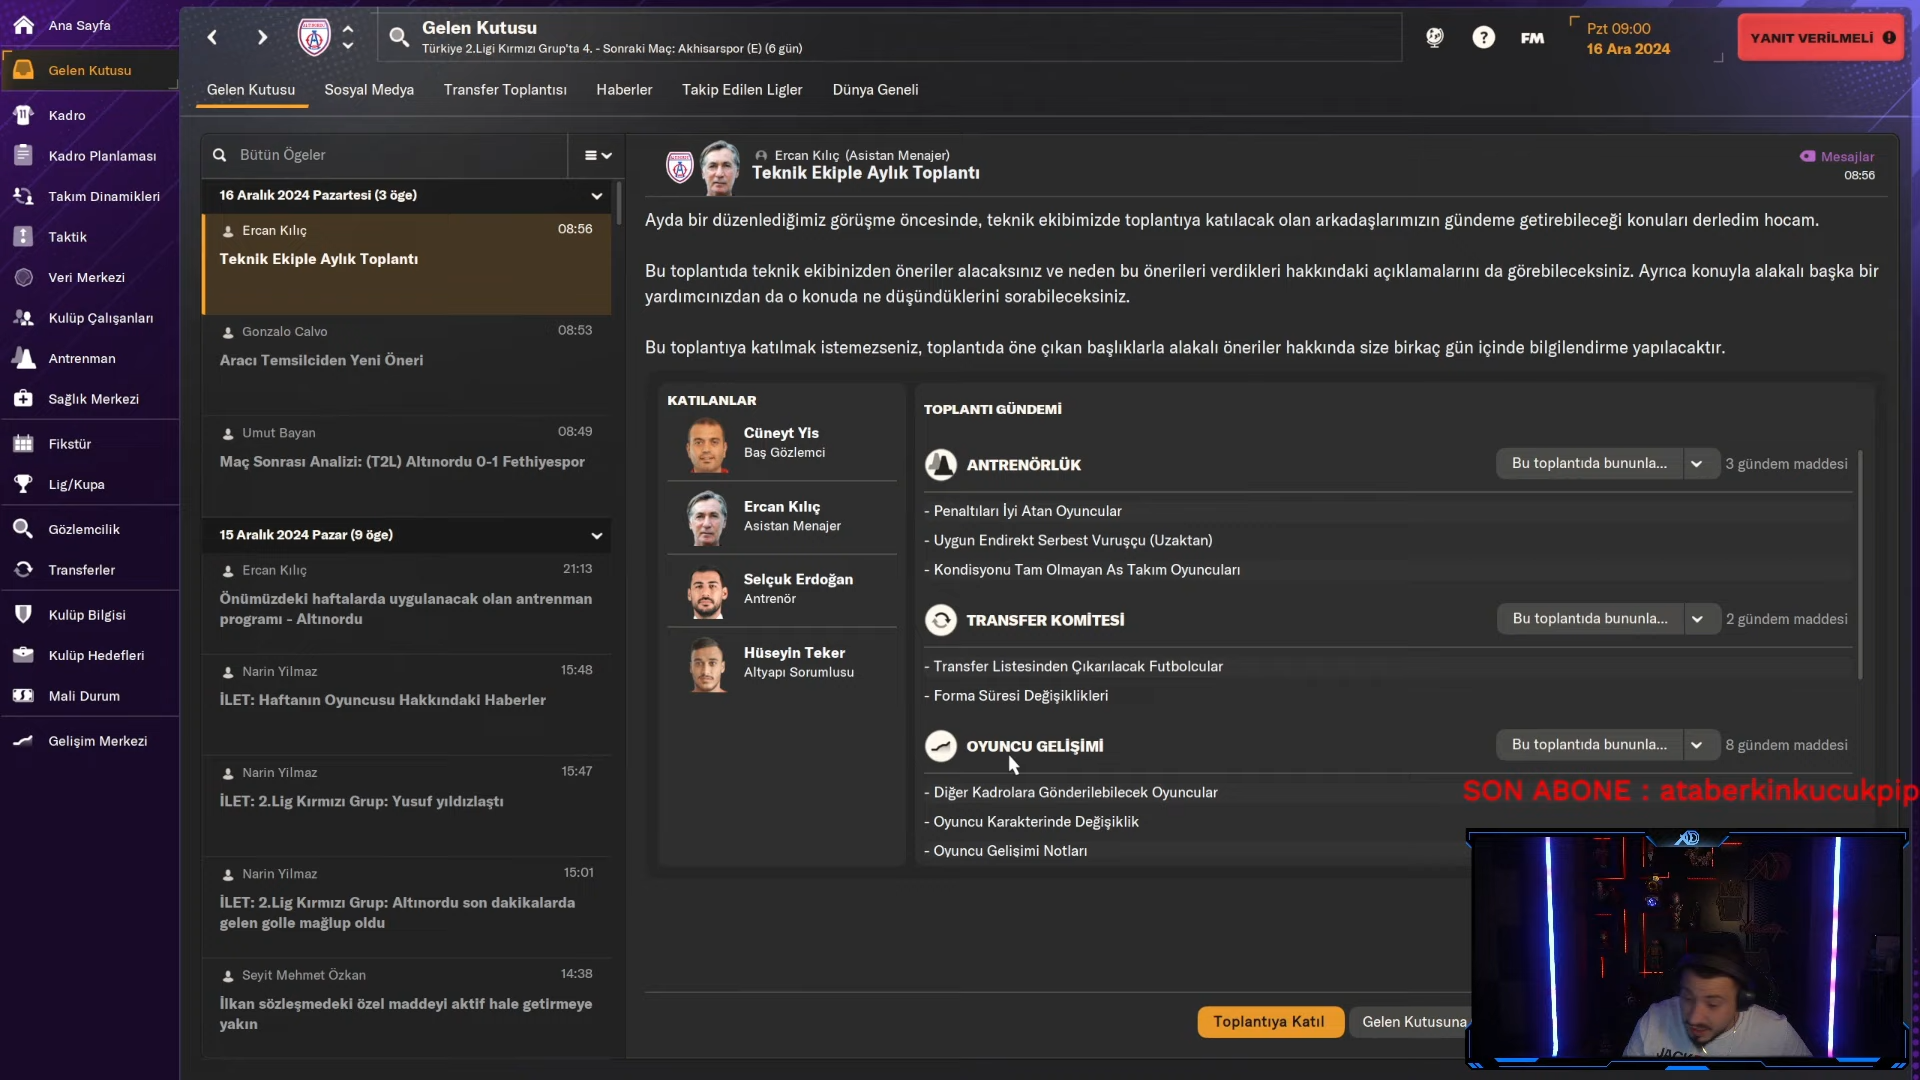 Ana Sayfa
Gelen Kutusu
Kadro
Kadro Planlaması
Takım Dinamikleri
Taktik
Veri Merkezi
Kulüp Çalışanları
Antrenman
Sağlık Merkezi
Fikstür
Lig/Kupa
Gözlemcilik
Transferler
Kulüp Bilgisi
Kulüp Hedefleri
Mali Durum
Gelişim Merkezi
Gelen Kutusu
Türkiye 2.Ligi Kırmızı Grup'ta 4. - Sonraki Maç: Akhisarspor (E) (6 gün)
FM
Pzt 09:00
16 Ara 2024
YANIT VERİLMELİ
Gelen Kutusu Sosyal Medya Transfer Toplantısı Haberler Takip Edilen Ligler Dünya Geneli
Bütün Ögeler
16 Aralık 2024 Pazartesi (3 öge)
Ercan Kılıç 08:56
Teknik Ekiple Aylık Toplantı
Gonzalo Calvo 08:53
Aracı Temsilciden Yeni Öneri
Umut Bayan 08:49
Maç Sonrası Analizi: (T2L) Altınordu 0-1 Fethiyespor
15 Aralık 2024 Pazar (9 öge)
Ercan Kılıç 21:13
Önümüzdeki haftalarda uygulanacak olan antrenman
programı - Altınordu
Narin Yilmaz 15:48
İLET: Haftanın Oyuncusu Hakkındaki Haberler
Narin Yilmaz 15:47
İLET: 2.Lig Kırmızı Grup: Yusuf yıldızlaştı
Narin Yilmaz 15:01
İLET: 2.Lig Kırmızı Grup: Altınordu son dakikalarda
gelen golle mağlup oldu
Seyit Mehmet Özkan 14:38
İlkan sözleşmedeki özel maddeyi aktif hale getirmeye
yakın
Ercan Kılıç (Asistan Menajer)
Teknik Ekiple Aylık Toplantı
Mesajlar
08:56
Ayda bir düzenlediğimiz görüşme öncesinde, teknik ekibimizde toplantıya katılacak olan arkadaşlarımızın gündeme getirebileceği konuları derledim hocam.
Bu toplantıda teknik ekibinizden öneriler alacaksınız ve neden bu önerileri verdikleri hakkındaki açıklamalarını da görebileceksiniz. Ayrıca konuyla alakalı başka bir
yardımcınızdan da o konuda ne düşündüklerini sorabileceksiniz.
Bu toplantıya katılmak istemezseniz, toplantıda öne çıkan başlıklarla alakalı öneriler hakkında size birkaç gün içinde bilgilendirme yapılacaktır.
KATILANLAR
Cüneyt Yis
Baş Gözlemci
Ercan Kılıç
Asistan Menajer
Selçuk Erdoğan
Antrenör
Hüseyin Teker
Altyapı Sorumlusu
TOPLANTI GÜNDEMİ
ANTRENÖRLÜK Bu toplantıda bununla... 3 gündem maddesi
- Penaltıları İyi Atan Oyuncular
- Uygun Endirekt Serbest Vuruşçu (Uzaktan)
- Kondisyonu Tam Olmayan As Takım Oyuncuları
TRANSFER KOMİTESİ Bu toplantıda bununla... 2 gündem maddesi
- Transfer Listesinden Çıkarılacak Futbolcular
- Forma Süresi Değişiklikleri
OYUNCU GELİŞİMİ Bu toplantıda bununla... 8 gündem maddesi
- Diğer Kadrolara Gönderilebilecek Oyuncular
- Oyuncu Karakterinde Değişiklik
- Oyuncu Gelişimi Notları
SON ABONE : ataberkinkucukpip
Toplantıya Katıl
Gelen Kutusuna